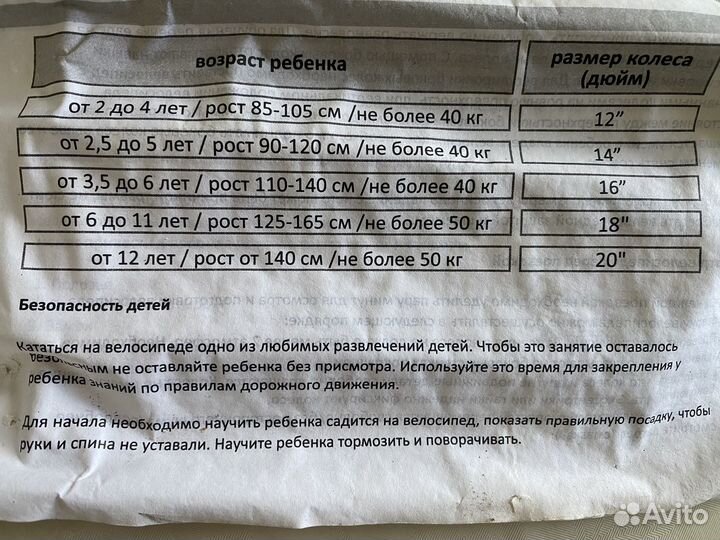 возраст ребенка размер колеса
(дюйм)
от 2 до 4 лет / рост 85-105 см /не более 40 кг 12”
от 2,5 до 5 лет / рост 90-120 см /не более 40 кг 14”
от 3,5 до 6 лет / рост 110-140 см /не более 40 кг 16”
от 6 до 11 лет / рост 125-165 см /не более 50 кг 18"
от 12 лет / рост от 140 см /не более 50 кг 20"
Безопасность детей
Кататься на велосипеде одно из любимых развлечений детей. Чтобы это занятие оставалось
безопасным не оставляйте ребенка без присмотра. Используйте это время для закрепления у
ребенка знаний по правилам дорожного движения.
Для начала необходимо научить ребенка садится на велосипед, показать правильную посадку, чтобы
руки и спина не уставали. Научите ребенка тормозить и поворачивать.
Avito